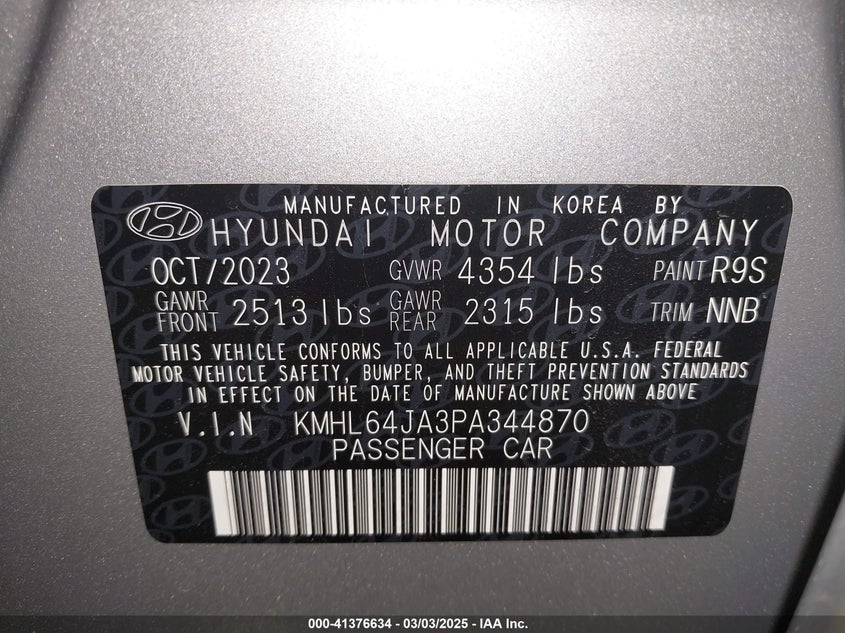 MANUFACTURED IN KOREA BY
HYUNDAI MOTOR COMPANY
OCT/2023 GVWR 4354 lbs PAINT R9S
GAWR FRONT 2513 lbs GAWR REAR 2315 lbs TRIM NNB
THIS VEHICLE CONFORMS TO ALL APPLICABLE U.S.A. FEDERAL
MOTOR VEHICLE SAFETY, BUMPER, AND THEFT PREVENTION STANDARDS
IN EFFECT ON THE DATE OF MANUFACTURE SHOWN ABOVE
V.I.N KMHL64JA3PA344870
PASSENGER CAR
000-41376634 - 03/03/2025 - IAA Inc.